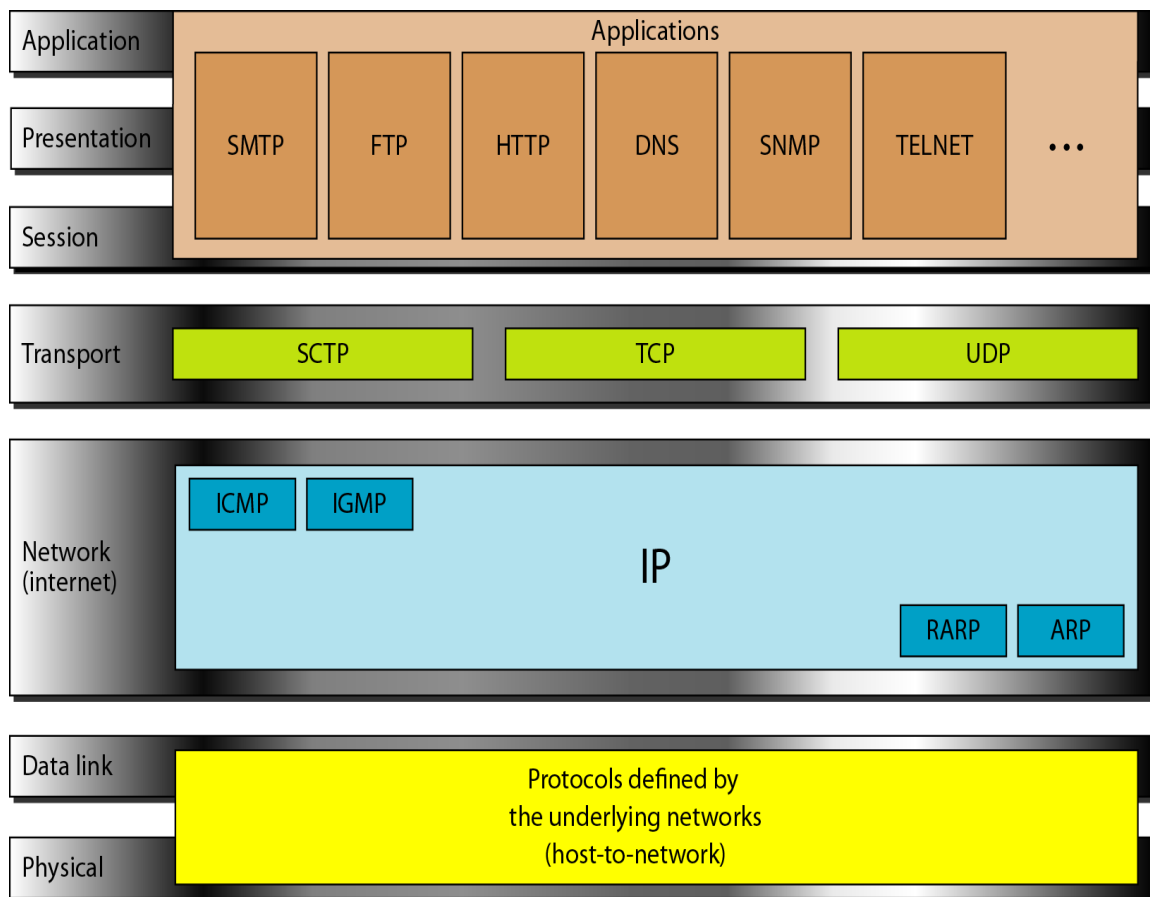 Application
Applications
Presentation
SMTP FTP HTTP DNS SNMP TELNET ...
Session
Transport
SCTP TCP UDP
ICMP IGMP
Network
(internet)
IP
RARP ARP
Data link
Protocols defined by
the underlying networks
(host-to-network)
Physical